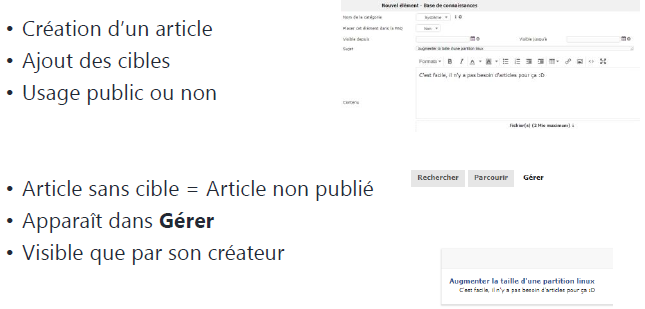 • Création d'un article
• Ajout des cibles
• Usage public ou non
Nouvel élément - Base de connaissances
Nom de la catégorie Système
Placer cet élément dans la FAQ Non
Visible depuis Visible jusqu'à
Sujet Augmenter la taille d'une partition linux
Formats B I A A
C'est facile, il n'y a pas besoin d'articles pour ça :D
Contenu
Fichier(s) (2 Mio maximum) i
• Article sans cible = Article non publié
• Apparaît dans Gérer
• Visible que par son créateur
Rechercher Parcourir Gérer
Augmenter la taille d'une partition linux
C'est facile, il n'y a pas besoin d'articles pour ça :D